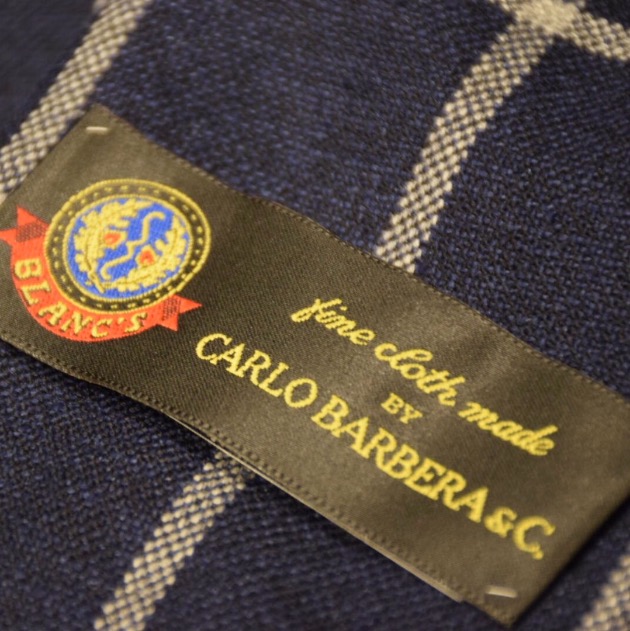 BLANC'S
fine cloth made
BY
CARLO BARBERA & C.